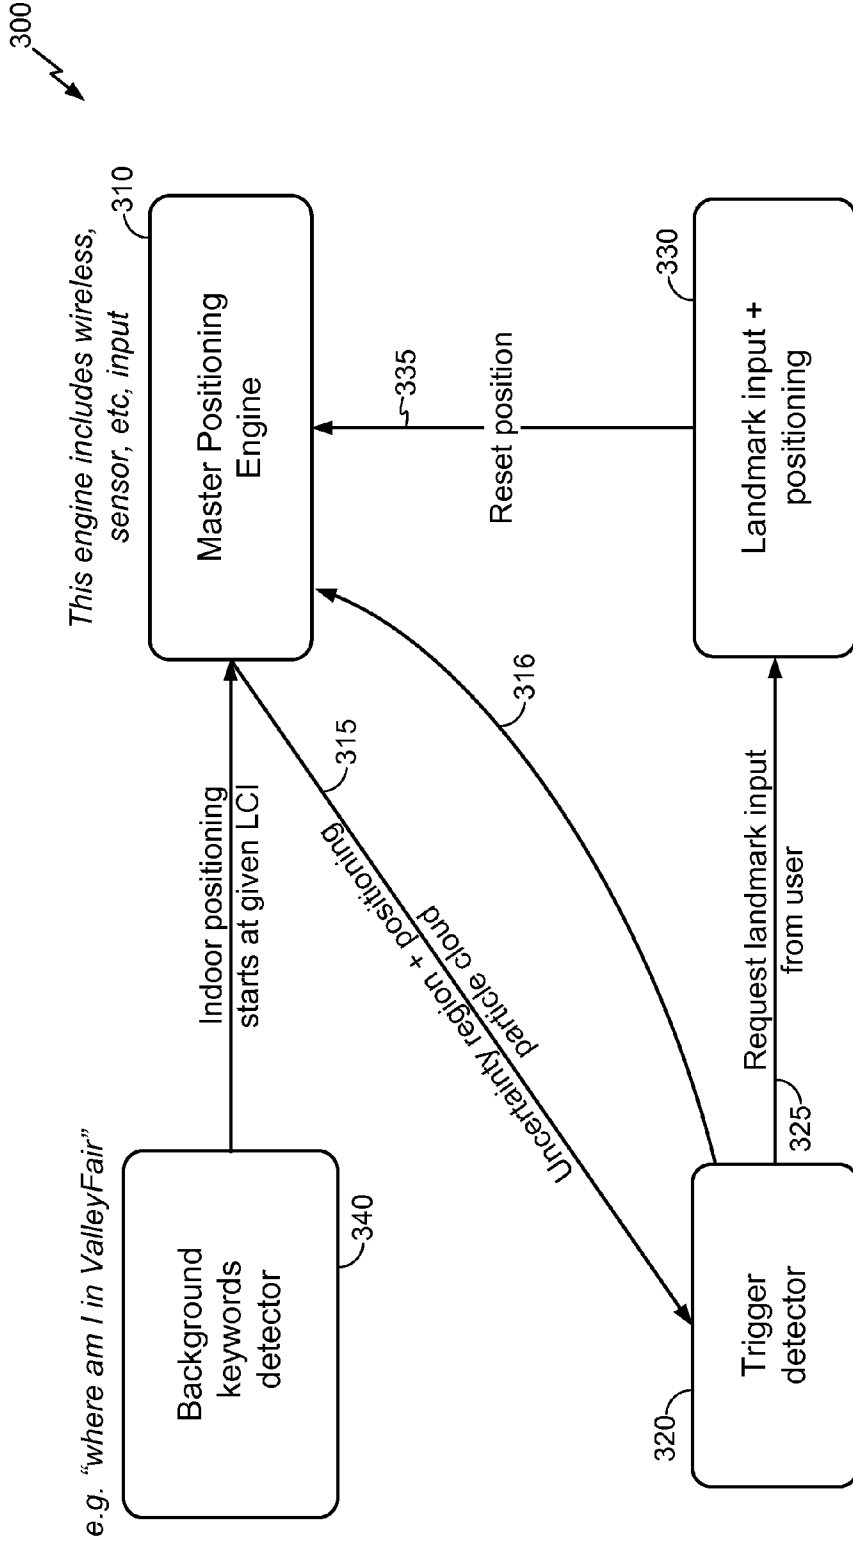 300
e.g. “where am I in ValleyFair”
Background
keywords
detector
340
Indoor positioning
starts at given LCI
This engine includes wireless,
sensor, etc, input
310
Master Positioning
Engine
315
Uncertainty region + positioning
particle cloud
316
335
Reset position
320
Trigger
detector
Request landmark input
from user
325
330
Landmark input +
positioning